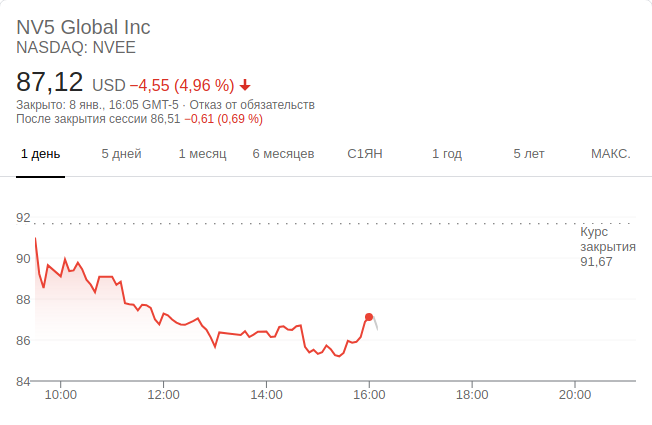 NV5 Global Inc
NASDAQ: NVEE
87,12 USD −4,55 (4,96 %)
Закрыто: 8 янв., 16:05 GMT-5 · Отказ от обязательств
После закрытия сессии 86,51 −0,61 (0,69 %)
1 день 5 дней 1 месяц 6 месяцев С1ЯН 1 год 5 лет МАКС.
92
Курс
закрытия
91,67
90
88
86
84
10:00 12:00 14:00 16:00 18:00 20:00